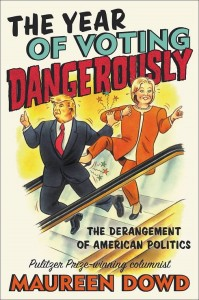 THE YEAR
OF VOTING
DANGEROUSLY
THE DERANGEMENT
OF AMERICAN POLITICS
Pulitzer Prize-winning columnist
MAUREEN DOWD